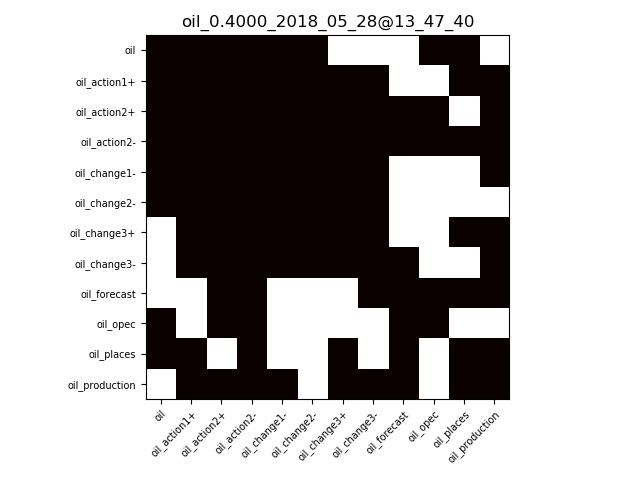 oil_0.4000_2018_05_28@13_47_40
oil
oil_action1+
oil_action2+
oil_action2-
oil_change1-
oil_change2-
oil_change3+
oil_change3-
oil_forecast
oil_opec
oil_places
oil_production
oil
oil_action1+
oil_action2+
oil_action2-
oil_change1-
oil_change2-
oil_change3+
oil_change3-
oil_forecast
oil_opec
oil_places
oil_production